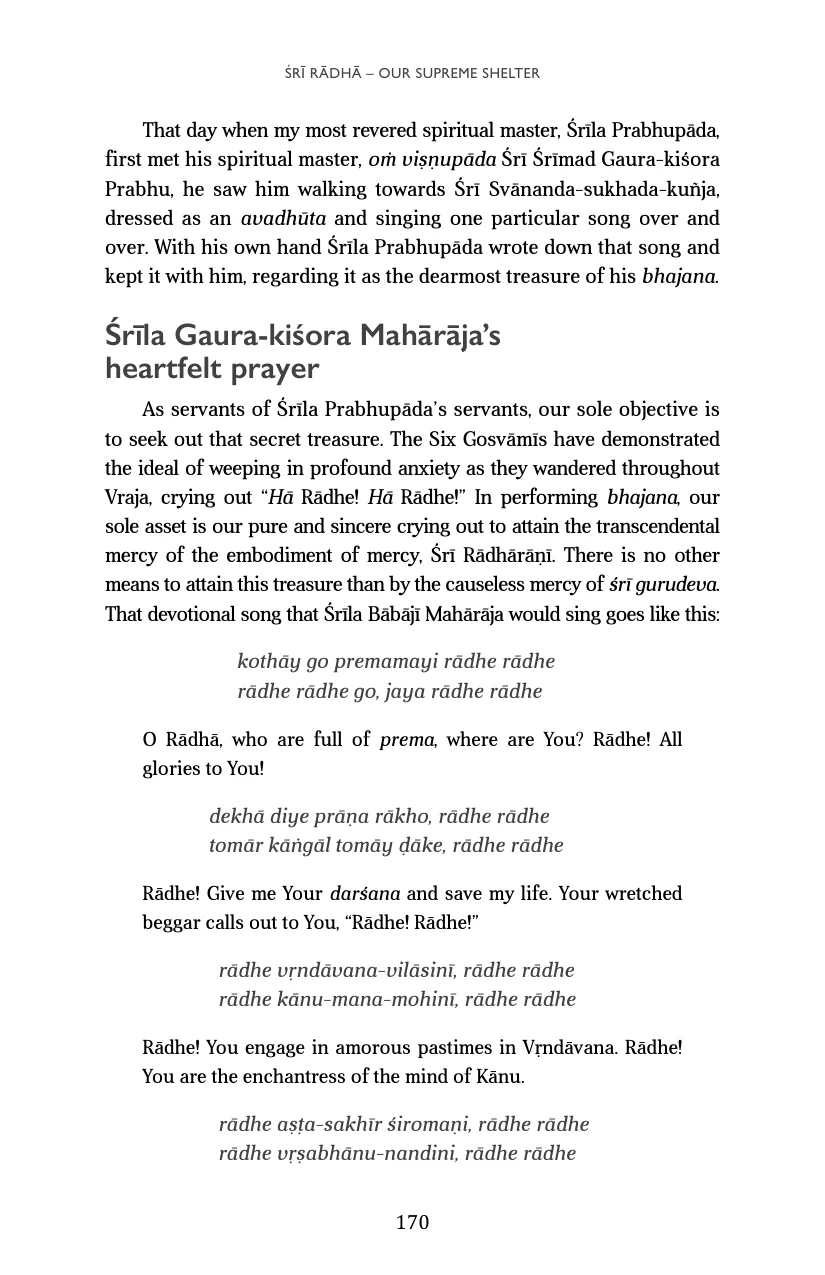 ŚRĪ RĀDHĀ – OUR SUPREME SHELTER
That day when my most revered spiritual master, Śrīla Prabhupāda,
first met his spiritual master, oṁ viṣṇupāda Śrī Śrīmad Gaura-kiśora
Prabhu, he saw him walking towards Śrī Svānanda-sukhada-kuñja,
dressed as an avadhūta and singing one particular song over and
over. With his own hand Śrīla Prabhupāda wrote down that song and
kept it with him, regarding it as the dearmost treasure of his bhajana.
Śrīla Gaura-kiśora Mahārāja’s
heartfelt prayer
As servants of Śrīla Prabhupāda’s servants, our sole objective is
to seek out that secret treasure. The Six Gosvāmīs have demonstrated
the ideal of weeping in profound anxiety as they wandered throughout
Vraja, crying out “Hā Rādhe! Hā Rādhe!” In performing bhajana, our
sole asset is our pure and sincere crying out to attain the transcendental
mercy of the embodiment of mercy, Śrī Rādhārāṇī. There is no other
means to attain this treasure than by the causeless mercy of śrī gurudeva.
That devotional song that Śrīla Bābājī Mahārāja would sing goes like this:
kothāy go premamayi rādhe rādhe
rādhe rādhe go, jaya rādhe rādhe
O Rādhā, who are full of prema, where are You? Rādhe! All
glories to You!
dekhā diye prāṇa rākho, rādhe rādhe
tomār kāṅgāl tomāy ḍāke, rādhe rādhe
Rādhe! Give me Your darśana and save my life. Your wretched
beggar calls out to You, “Rādhe! Rādhe!”
rādhe vṛndāvana-vilāsinī, rādhe rādhe
rādhe kānu-mana-mohinī, rādhe rādhe
Rādhe! You engage in amorous pastimes in Vṛndāvana. Rādhe!
You are the enchantress of the mind of Kānu.
rādhe aṣṭa-sakhīr śiromaṇi, rādhe rādhe
rādhe vṛṣabhānu-nandini, rādhe rādhe
170